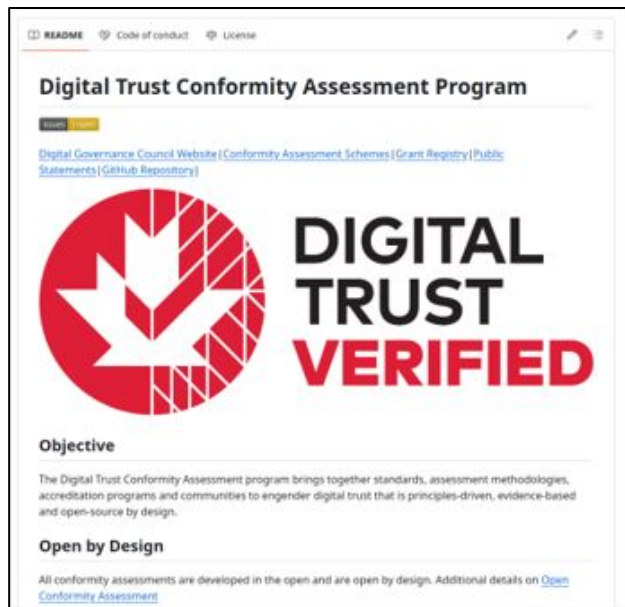 README Code of conduct License
Digital Trust Conformity Assessment Program
Digital Governance Council Website|Conformity Assessment Schemes|Grant Registry|Public
Statements|GitHub Repository|
DIGITAL
TRUST
VERIFIED
Objective
The Digital Trust Conformity Assessment program brings together standards, assessment methodologies,
accreditation programs and communities to engender digital trust that is principles-driven, evidence-based
and open-source by design.
Open by Design
All conformity assessments are developed in the open and are open by design. Additional details on Open
Conformity Assessment